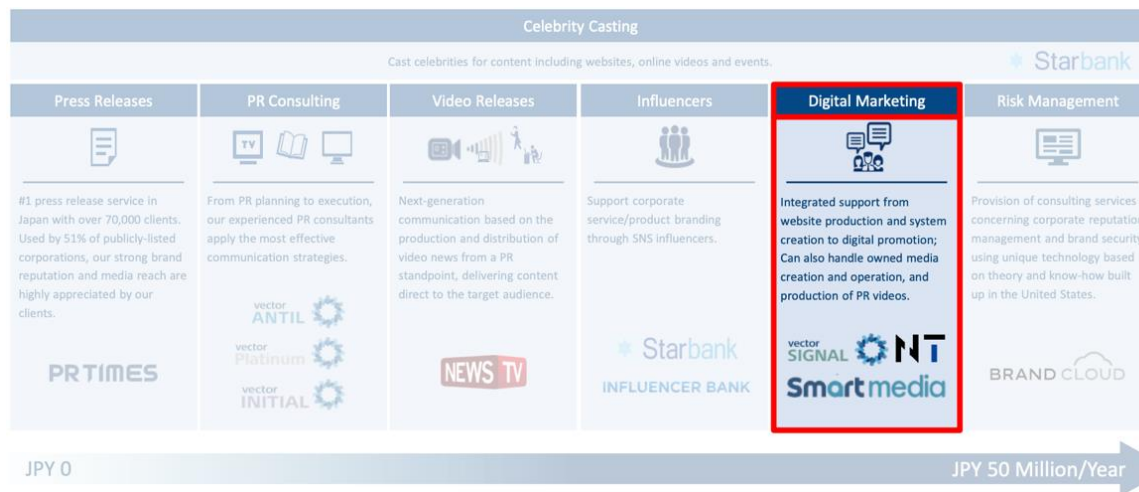 Celebrity Casting
Cast celebrities for content including websites, online videos and events.
Starbank
Press Releases
#1 press release service in
Japan with over 70,000 clients.
Used by 51% of publicly-listed
corporations, our strong brand
reputation and media reach are
highly appreciated by our
clients.
PRTIMES
PR Consulting
TV
From PR planning to execution,
our experienced PR consultants
apply the most effective
communication strategies.
vector
ANTIL
vector
Platinum
vector
INITIAL
Video Releases
Next-generation
communication based on the
production and distribution of
video news from a PR
standpoint, delivering content
direct to the target audience.
NEWS TV
Influencers
Support corporate
service/product branding
through SNS influencers.
Starbank
INFLUENCER BANK
Digital Marketing
Integrated support from
website production and system
creation to digital promotion;
Can also handle owned media
creation and operation, and
production of PR videos.
vector
SIGNAL
NT
Smartmedia
Risk Management
Provision of consulting services
concerning corporate reputation
management and brand security
using unique technology based
on theory and know-how built
up in the United States.
BRAND CLOUD
JPY 0
JPY 50 Million/Year